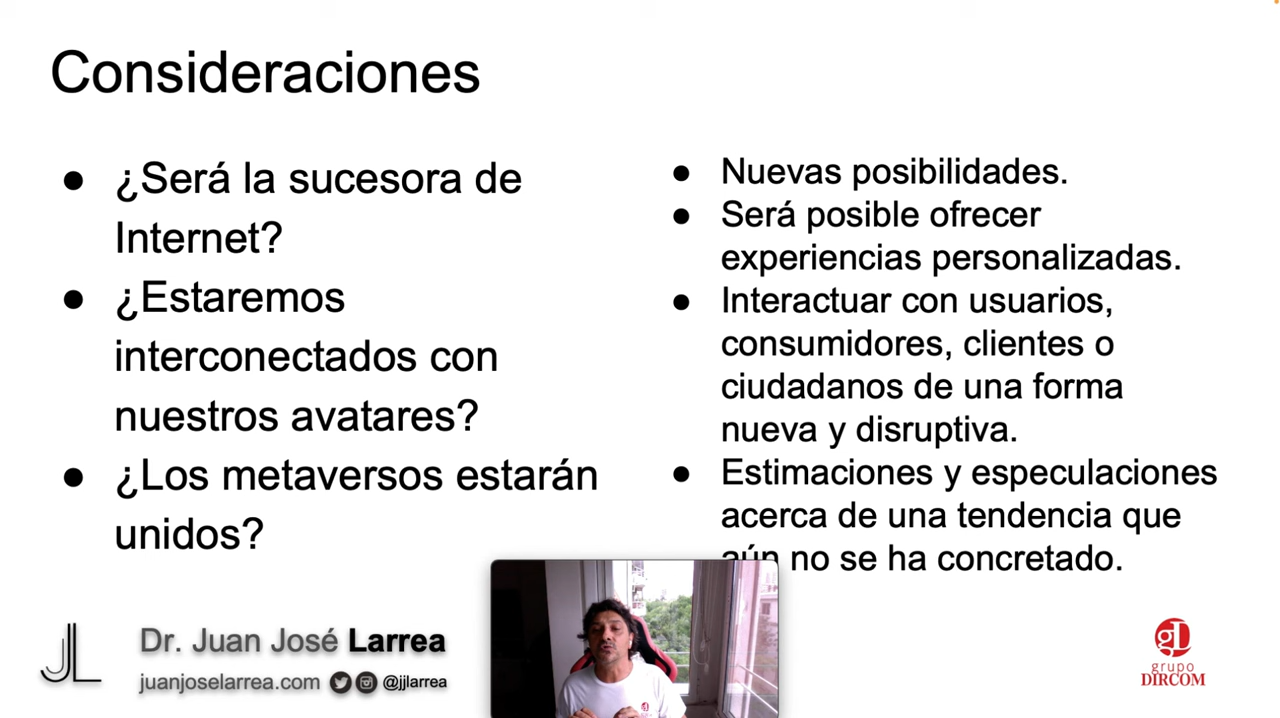 Consideraciones
● ¿Será la sucesora de
Internet?
● ¿Estaremos
interconectados con
nuestros avatares?
● ¿Los metaversos estarán
unidos?
● Nuevas posibilidades.
● Será posible ofrecer
experiencias personalizadas.
● Interactuar con usuarios,
consumidores, clientes o
ciudadanos de una forma
nueva y disruptiva.
● Estimaciones y especulaciones
acerca de una tendencia que
aún no se ha concretado.
JL
Dr. Juan José Larrea
juanjoselarrea.com @jjlarrea
gD
grupo
DIRCOM